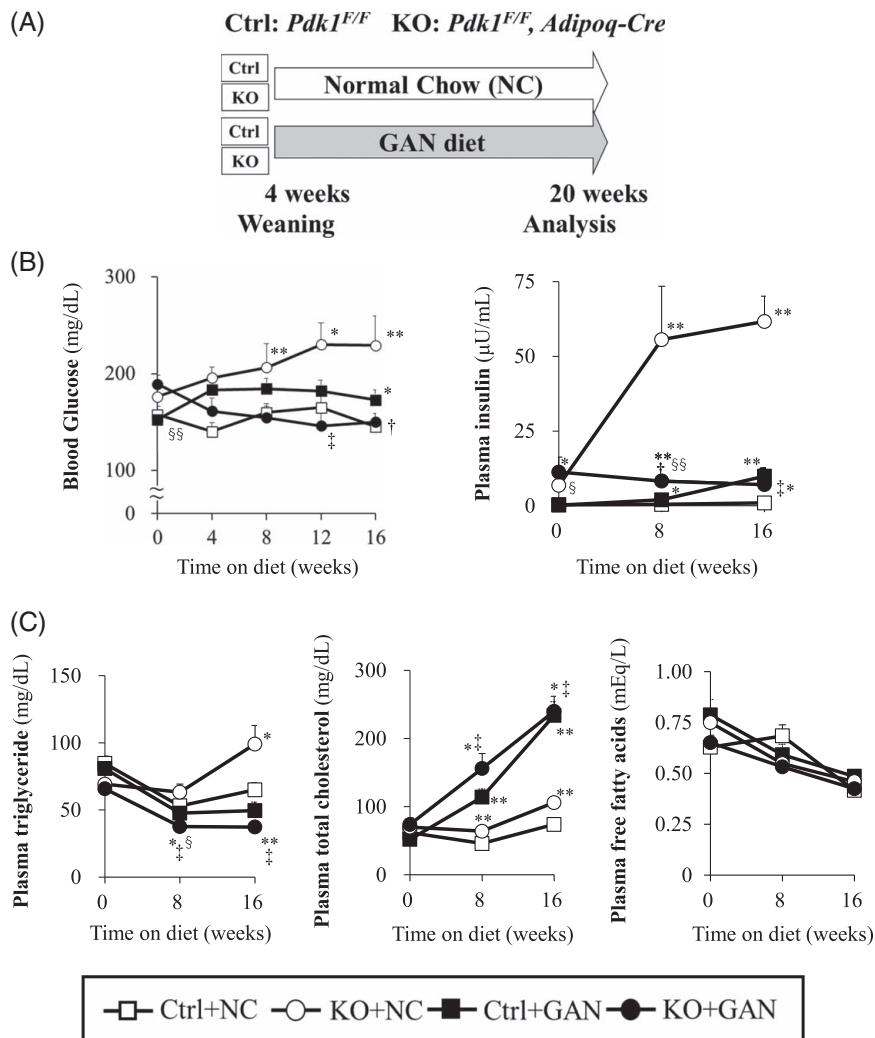 (A)
Ctrl: Pdk1F/F KO: Pdk1F/F, Adipoq-Cre
Ctrl
KO
Normal Chow (NC)
Ctrl
KO
GAN diet
4 weeks
Weaning
20 weeks
Analysis
(B)
Blood Glucose (mg/dL)
300
200
100
0
**
*
**
*
†
‡
§§
0 4 8 12 16
Time on diet (weeks)
Plasma insulin (μU/mL)
75
50
25
0
**
**
*
§
**
† §§
*
**
‡*
0 8 16
Time on diet (weeks)
(C)
Plasma triglyceride (mg/dL)
150
100
50
0
*
*‡§
**
‡
0 8 16
Time on diet (weeks)
Plasma total cholesterol (mg/dL)
300
200
100
0
*‡
**
**
*‡
**
**
0 8 16
Time on diet (weeks)
Plasma free fatty acids (mEq/L)
1.00
0.75
0.50
0.25
0.00
0 8 16
Time on diet (weeks)
Ctrl+NC KO+NC Ctrl+GAN KO+GAN